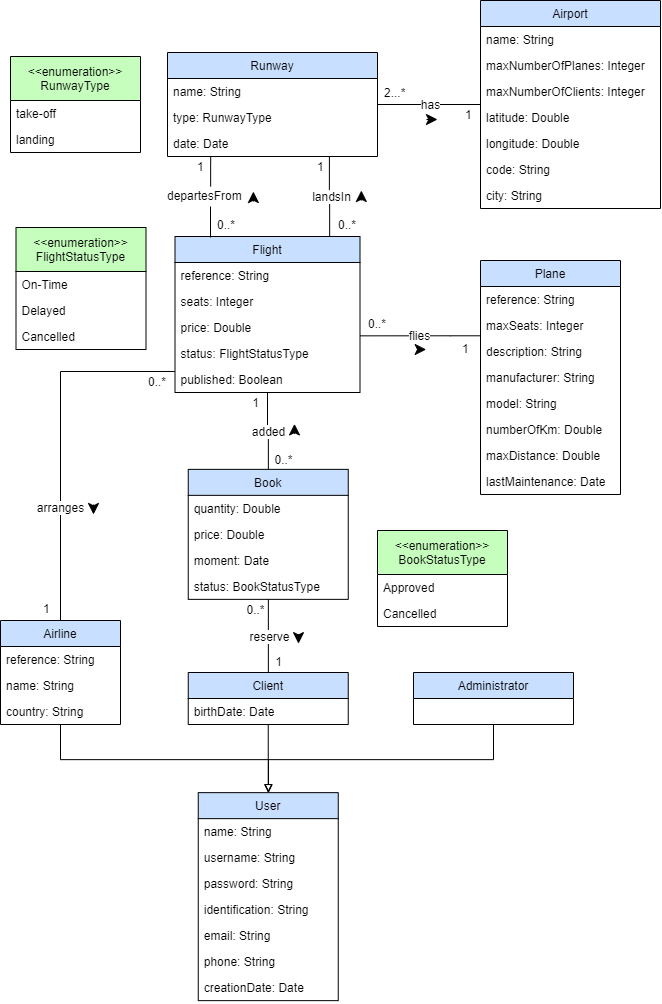 Airport
name: String
maxNumberOfPlanes: Integer
maxNumberOfClients: Integer
latitude: Double
longitude: Double
code: String
city: String
<<enumeration>>
RunwayType
take-off
landing
Runway
name: String
type: RunwayType
date: Date
2...*
has
1
1
departesFrom
0..*
1
landsIn
0..*
<<enumeration>>
FlightStatusType
On-Time
Delayed
Cancelled
Flight
reference: String
seats: Integer
price: Double
status: FlightStatusType
published: Boolean
0..*
flies
1
Plane
reference: String
maxSeats: Integer
description: String
manufacturer: String
model: String
numberOfKm: Double
maxDistance: Double
lastMaintenance: Date
0..*
arranges
1
1
added
0..*
Book
quantity: Double
price: Double
moment: Date
status: BookStatusType
<<enumeration>>
BookStatusType
Approved
Cancelled
0..*
reserve
1
Airline
reference: String
name: String
country: String
Client
birthDate: Date
Administrator
User
name: String
username: String
password: String
identification: String
email: String
phone: String
creationDate: Date